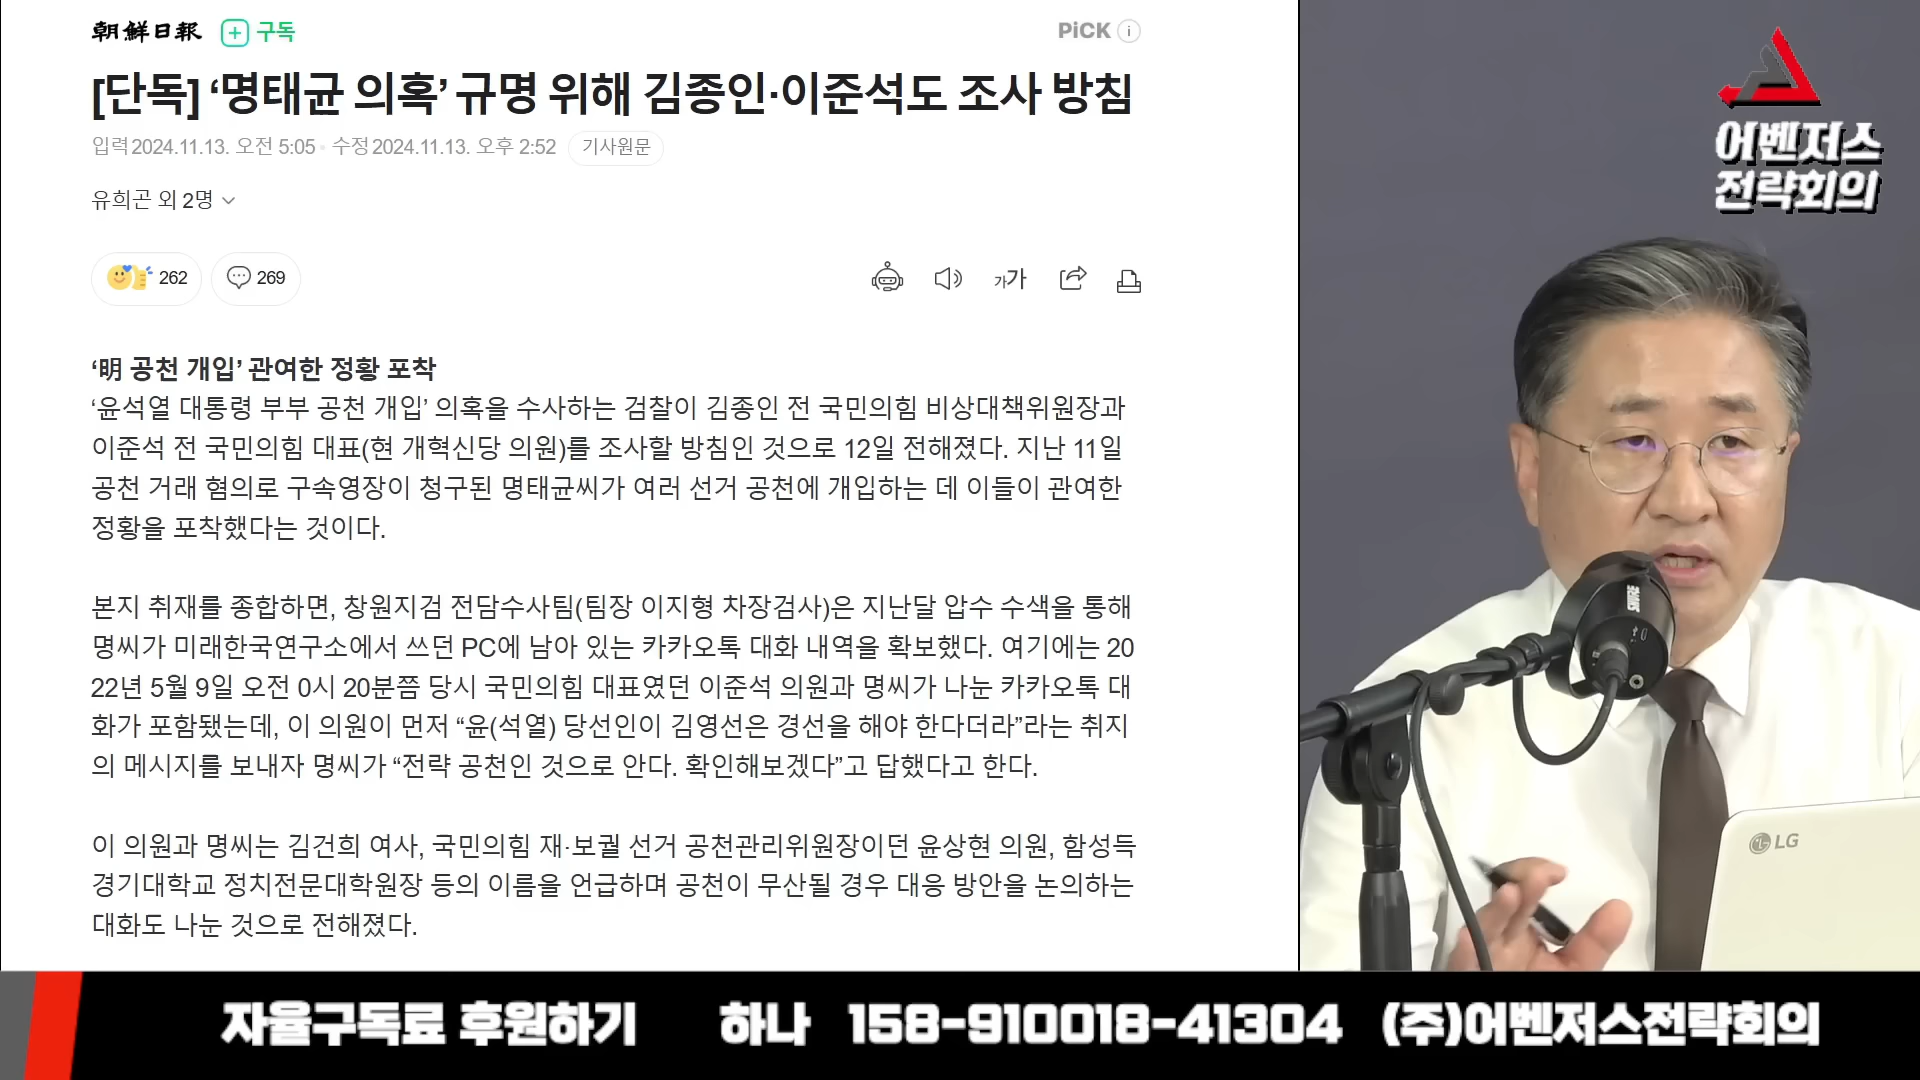 朝鮮日報 구독
PiCK
[단독] ‘명태균 의혹’ 규명 위해 김종인·이준석도 조사 방침
입력2024.11.13. 오전 5:05 수정2024.11.13. 오후 2:52 기사원문
유희곤 외 2명
262 269 가가
‘明 공천 개입’ 관여한 정황 포착
‘윤석열 대통령 부부 공천 개입’ 의혹을 수사하는 검찰이 김종인 전 국민의힘 비상대책위원장과
이준석 전 국민의힘 대표(현 개혁신당 의원)를 조사할 방침인 것으로 12일 전해졌다. 지난 11일
공천 거래 혐의로 구속영장이 청구된 명태균씨가 여러 선거 공천에 개입하는 데 이들이 관여한
정황을 포착했다는 것이다.
본지 취재를 종합하면, 창원지검 전담수사팀(팀장 이지형 차장검사)은 지난달 압수 수색을 통해
명씨가 미래한국연구소에서 쓰던 PC에 남아 있는 카카오톡 대화 내역을 확보했다. 여기에는 20
22년 5월 9일 오전 0시 20분쯤 당시 국민의힘 대표였던 이준석 의원과 명씨가 나눈 카카오톡 대
화가 포함됐는데, 이 의원이 먼저 “윤(석열) 당선인이 김영선은 경선을 해야 한다더라”라는 취지
의 메시지를 보내자 명씨가 “전략 공천인 것으로 안다. 확인해보겠다”고 답했다고 한다.
이 의원과 명씨는 김건희 여사, 국민의힘 재·보궐 선거 공천관리위원장이던 윤상현 의원, 함성득
경기대학교 정치전문대학원장 등의 이름을 언급하며 공천이 무산될 경우 대응 방안을 논의하는
대화도 나눈 것으로 전해졌다.
어벤저스
전략회의
LG
자율구독료 후원하기 하나 158-910018-41304 (주)어벤저스전략회의